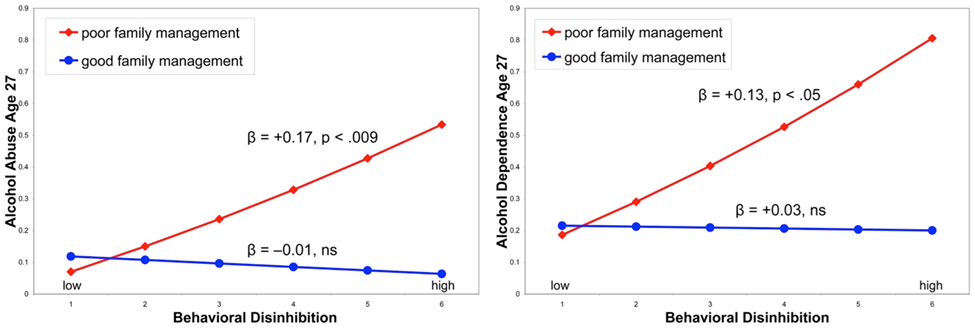 0.9
0.8
0.7
0.6
0.5
0.4
0.3
0.2
0.1
0
Alcohol Abuse Age 27
poor family management
good family management
β = +0.17, p < .009
β = –0.01, ns
low
high
1 2 3 4 5 6
Behavioral Disinhibition
0.9
0.8
0.7
0.6
0.5
0.4
0.3
0.2
0.1
0
Alcohol Dependence Age 27
poor family management
good family management
β = +0.13, p < .05
β = +0.03, ns
low
high
1 2 3 4 5 6
Behavioral Disinhibition